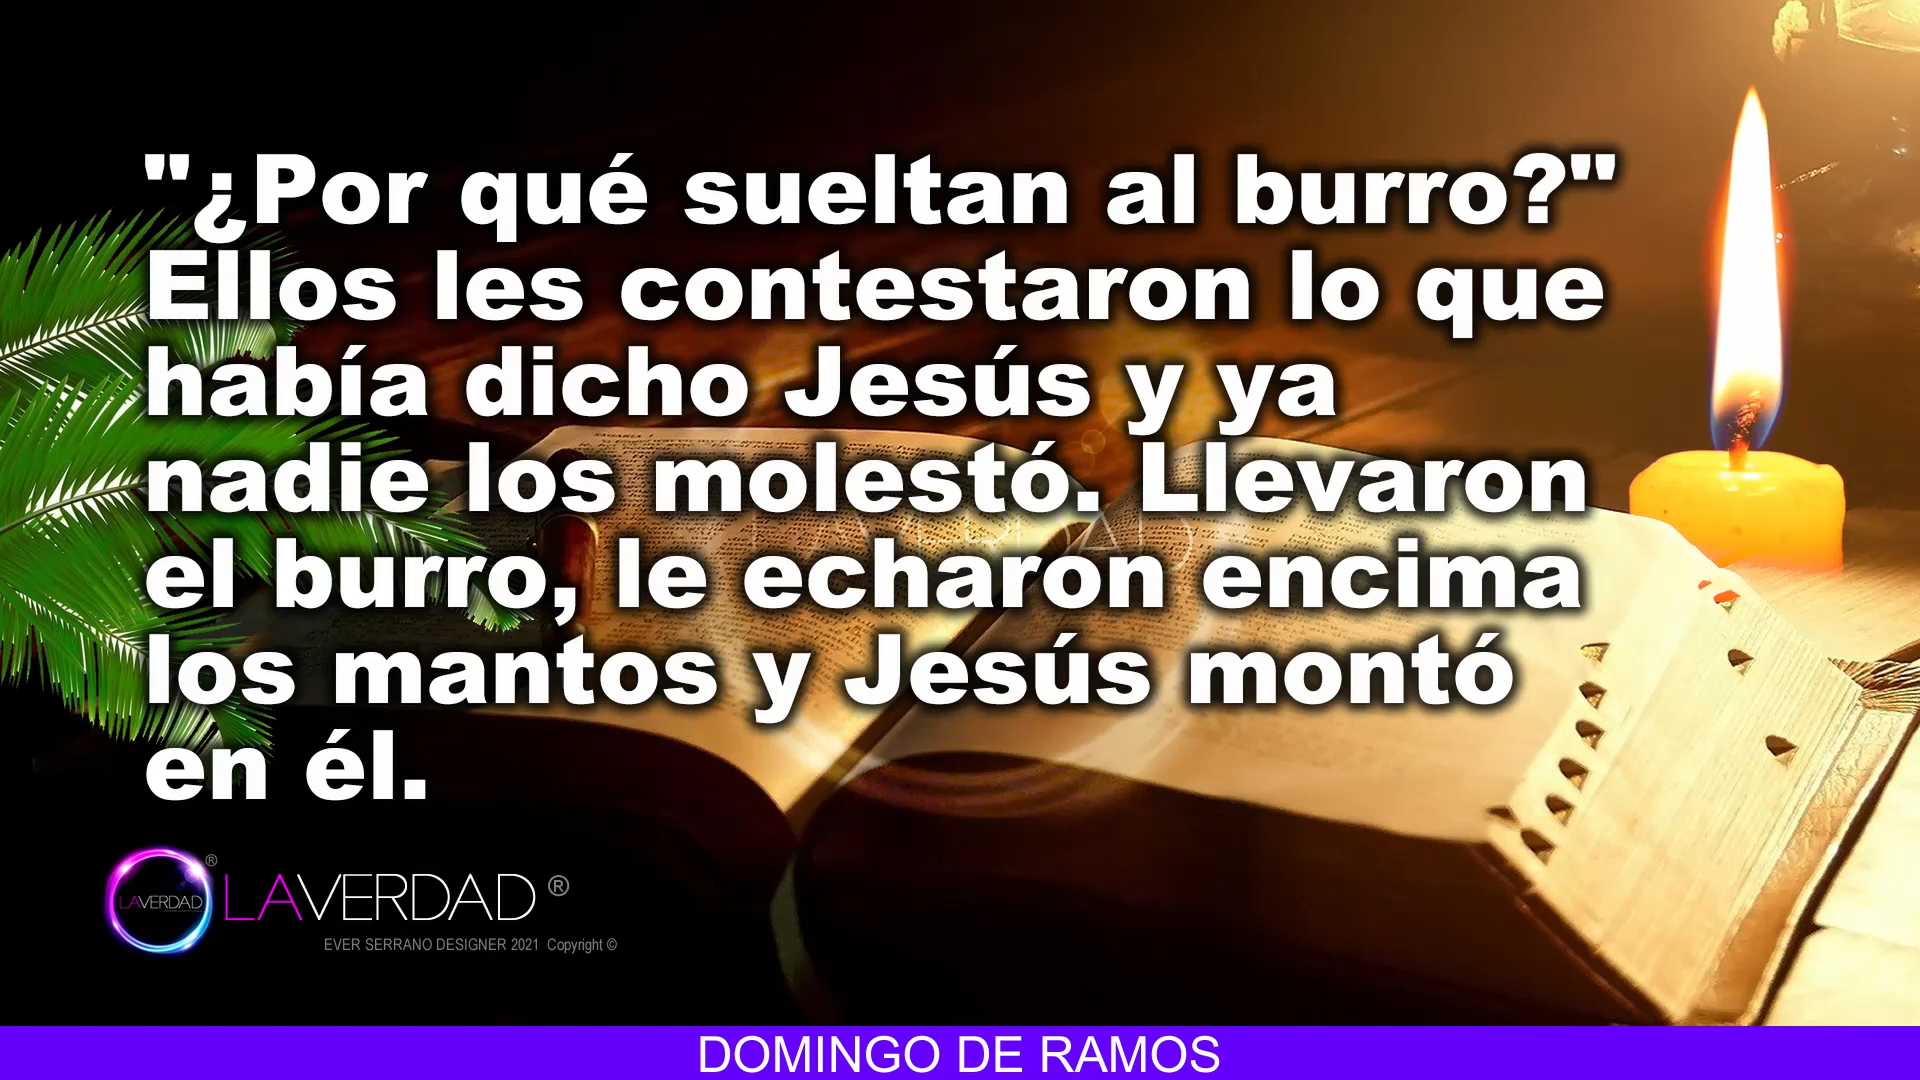 "¿Por qué sueltan al burro?"
Ellos les contestaron lo que
había dicho Jesús y ya
nadie los molestó. Llevaron
el burro, le echaron encima
los mantos y Jesús montó
en él.
LAVERDAD ®
LAVERDAD ®
EVER SERRANO DESIGNER 2021 Copyright ©
DOMINGO DE RAMOS